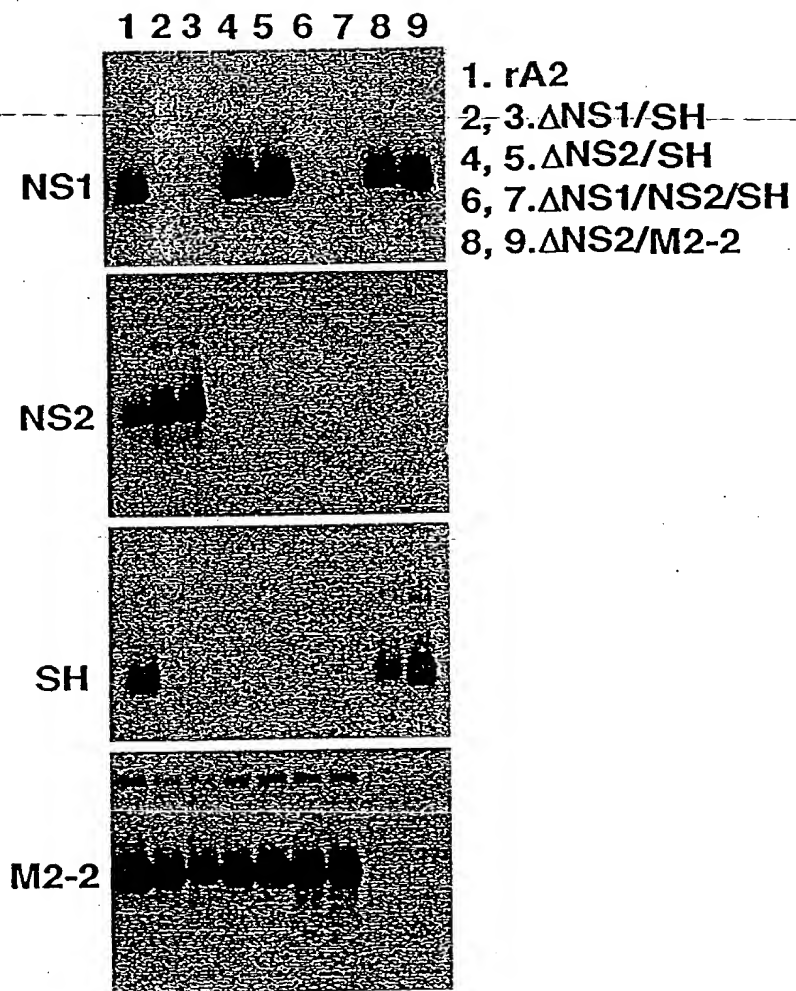 1 2 3 4 5 6 7 8 9
1. rA2
2, 3.ΔNS1/SH
4, 5.ΔNS2/SH
6, 7.ΔNS1/NS2/SH
8, 9.ΔNS2/M2-2
NS1
NS2
SH
M2-2